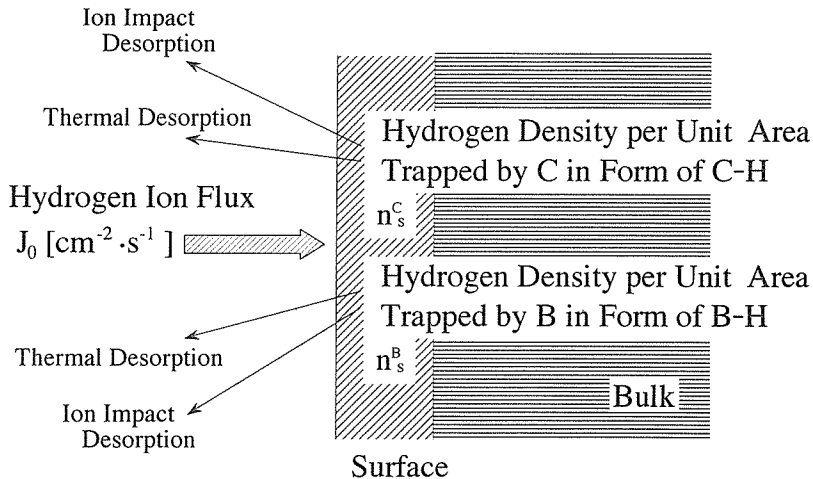 Ion Impact
Desorption
Thermal Desorption
Hydrogen Density per Unit Area
Trapped by C in Form of C-H
n_s^C
Hydrogen Ion Flux
J₀ [cm⁻²·s⁻¹]
Hydrogen Density per Unit Area
Trapped by B in Form of B-H
n_s^B
Thermal Desorption
Ion Impact
Desorption
Bulk
Surface